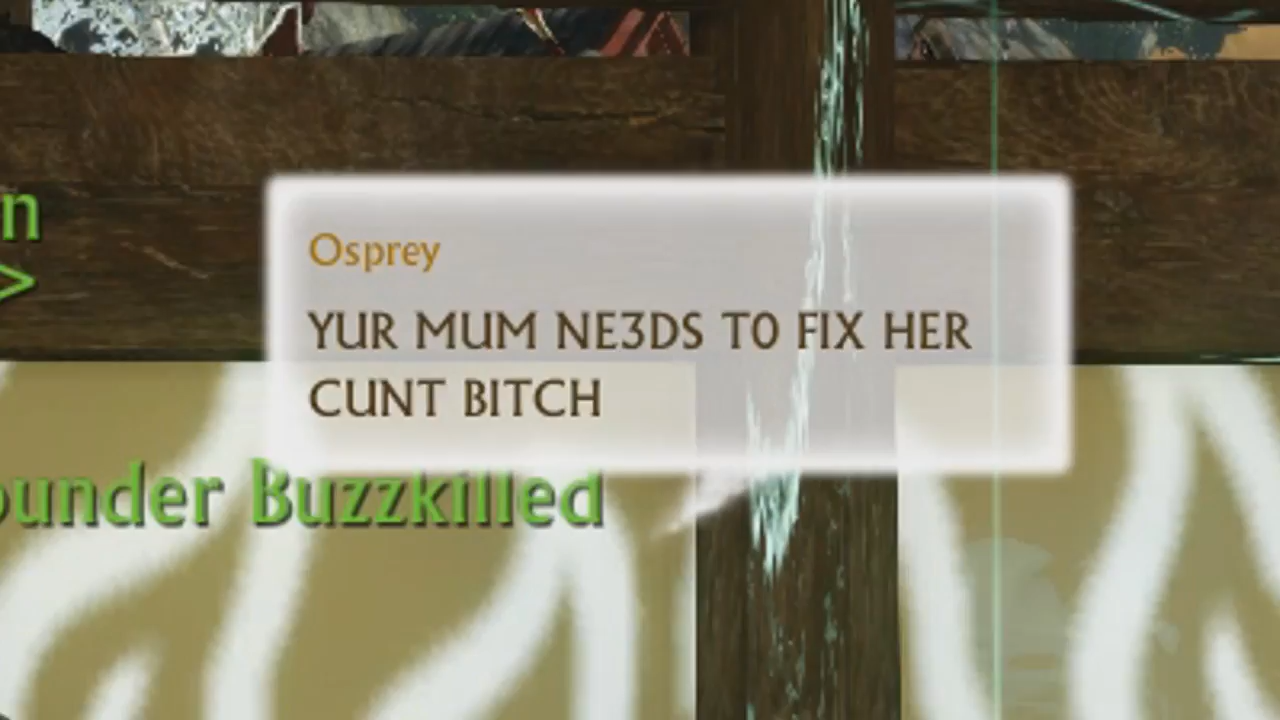 n
>
Osprey
YUR MUM NE3DS T0 FIX HER
CUNT BITCH
ounder Buzzkilled